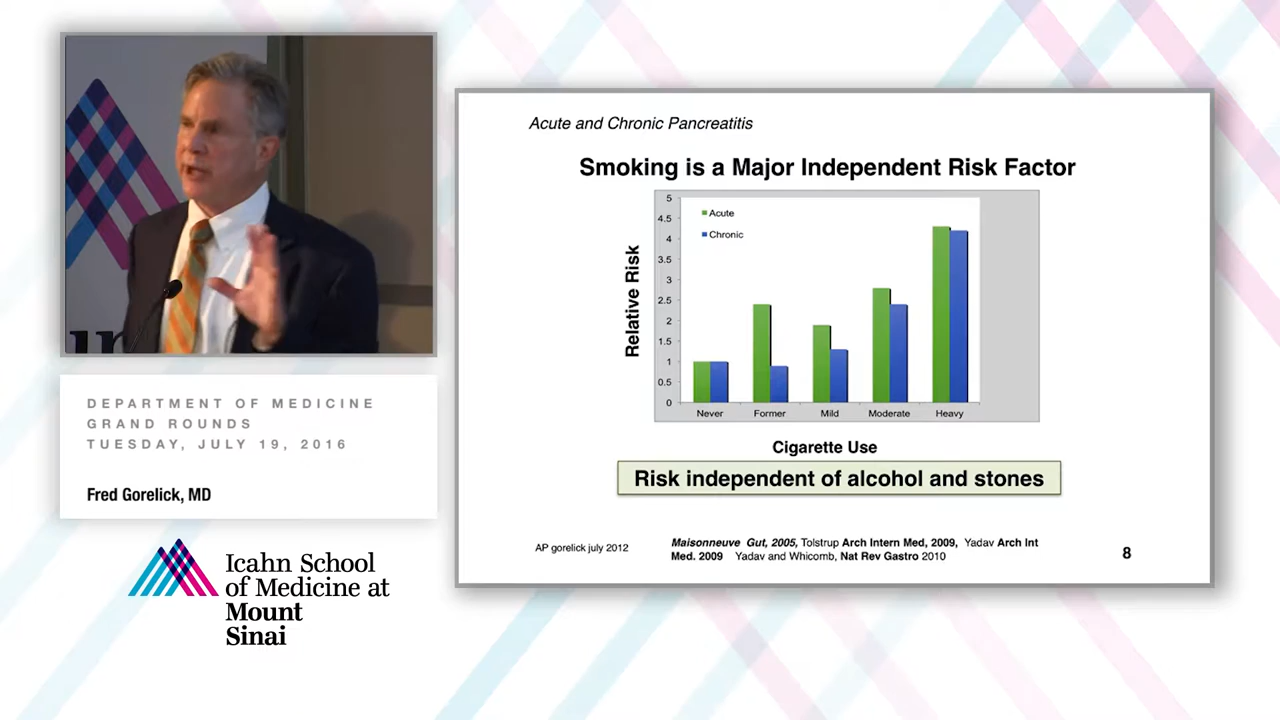 DEPARTMENT OF MEDICINE
GRAND ROUNDS
TUESDAY, JULY 19, 2016
Fred Gorelick, MD
Icahn School
of Medicine at
Mount
Sinai
Acute and Chronic Pancreatitis
Smoking is a Major Independent Risk Factor
Relative Risk
5
4.5
4
3.5
3
2.5
2
1.5
1
0.5
0
Acute
Chronic
Never Former Mild Moderate Heavy
Cigarette Use
Risk independent of alcohol and stones
AP gorelick july 2012
Maisonneuve Gut, 2005, Tolstrup Arch Intern Med, 2009, Yadav Arch Int
Med. 2009 Yadav and Whicomb, Nat Rev Gastro 2010
8